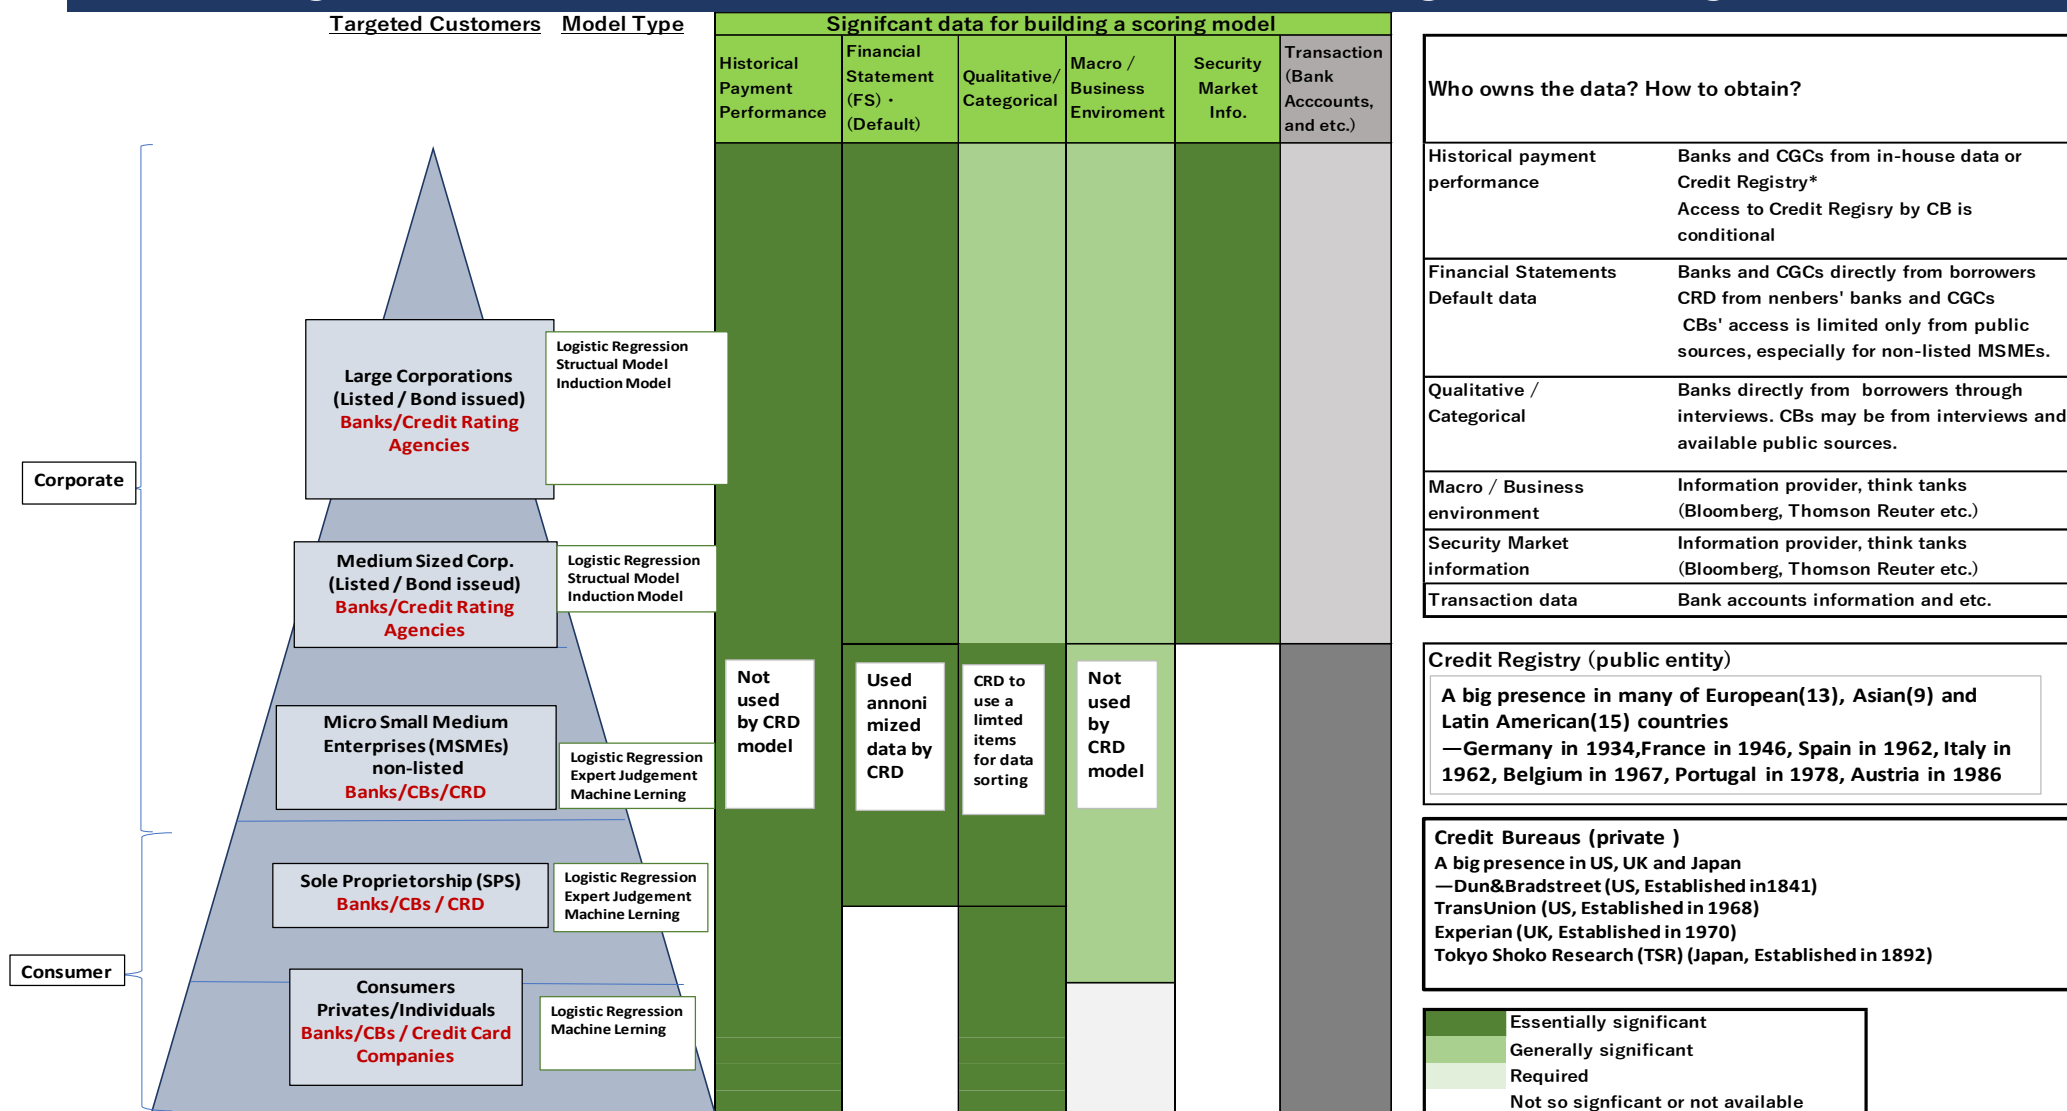 Targeted Customers
Model Type
Signifcant data for building a scoring model
Historical
Payment
Performance
Financial
Statement
(FS)・
(Default)
Qualitative/
Categorical
Macro /
Business
Enviroment
Security
Market
Info.
Transaction
(Bank
Acccounts,
and etc.)
Corporate
Large Corporations
(Listed / Bond issued)
Banks/Credit Rating
Agencies
Logistic Regression
Structual Model
Induction Model
Medium Sized Corp.
(Listed / Bond isseud)
Banks/Credit Rating
Agencies
Logistic Regression
Structual Model
Induction Model
Micro Small Medium
Enterprises (MSMEs)
non-listed
Banks/CBs/CRD
Logistic Regression
Expert Judgement
Machine Lerning
Not
used
by CRD
model
Used
annoni
mized
data by
CRD
CRD to
use a
limted
items
for data
sorting
Not
used
by
CRD
model
Consumer
Sole Proprietorship (SPS)
Banks/CBs / CRD
Logistic Regression
Expert Judgement
Machine Lerning
Consumers
Privates/Individuals
Banks/CBs / Credit Card
Companies
Logistic Regression
Machine Lerning
Who owns the data? How to obtain?
Historical payment
performance
Banks and CGCs from in-house data or
Credit Registry*
Access to Credit Regisry by CB is
conditional
Financial Statements
Default data
Banks and CGCs directly from borrowers
CRD from nenbers' banks and CGCs
CBs' access is limited only from public
sources, especially for non-listed MSMEs.
Qualitative /
Categorical
Banks directly from borrowers through
interviews. CBs may be from interviews and
available public sources.
Macro / Business
environment
Information provider, think tanks
(Bloomberg, Thomson Reuter etc.)
Security Market
information
Information provider, think tanks
(Bloomberg, Thomson Reuter etc.)
Transaction data
Bank accounts information and etc.
Credit Registry (public entity)
A big presence in many of European(13), Asian(9) and
Latin American(15) countries
—Germany in 1934,France in 1946, Spain in 1962, Italy in
1962, Belgium in 1967, Portugal in 1978, Austria in 1986
Credit Bureaus (private )
A big presence in US, UK and Japan
—Dun&Bradstreet (US, Established in1841)
TransUnion (US, Established in 1968)
Experian (UK, Established in 1970)
Tokyo Shoko Research (TSR) (Japan, Established in 1892)
Essentially significant
Generally significant
Required
Not so signficant or not available